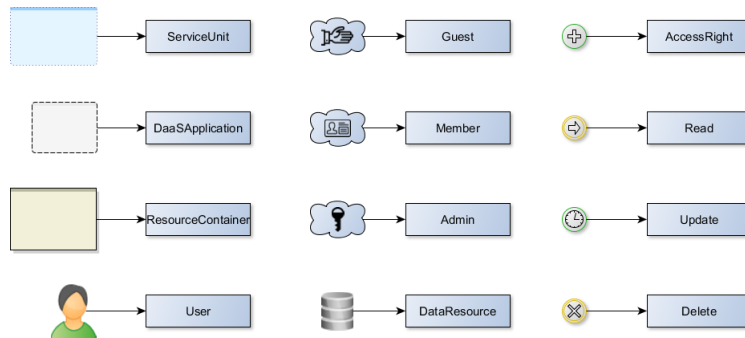 ServiceUnit
Guest
AccessRight
DaaSApplication
Member
Read
ResourceContainer
Admin
Update
User
DataResource
Delete